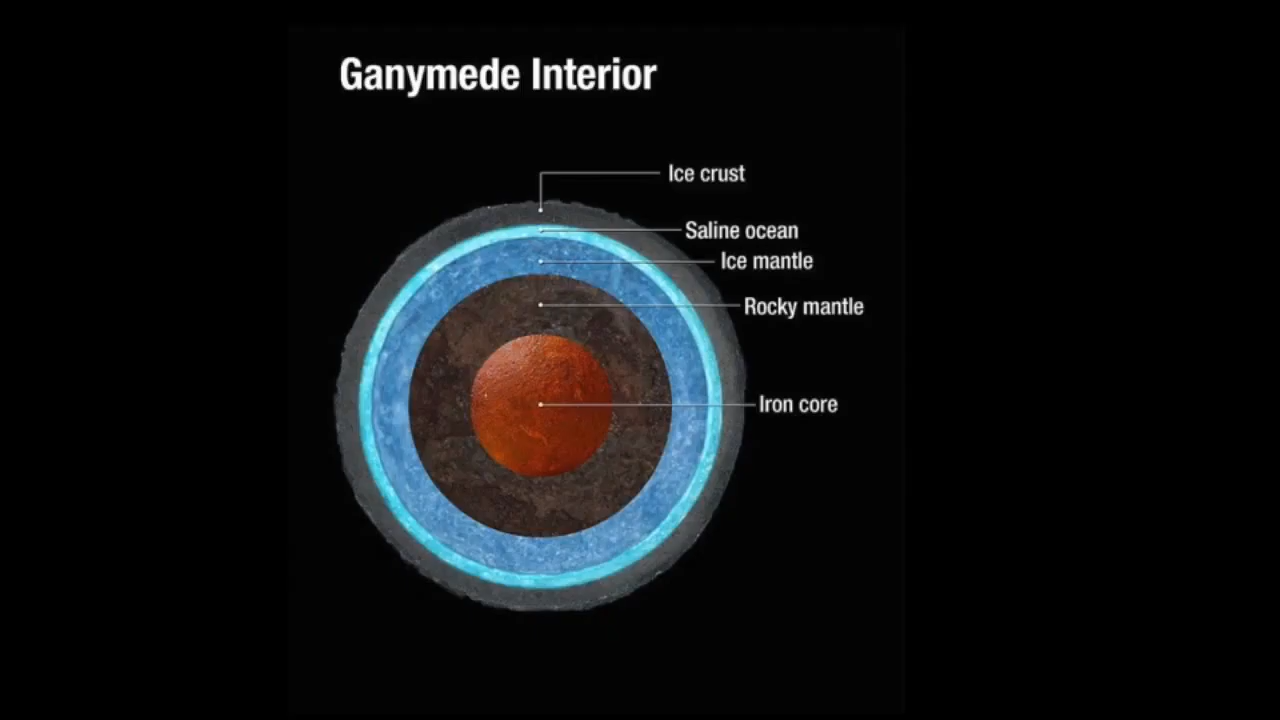 Ganymede Interior
Ice crust
Saline ocean
Ice mantle
Rocky mantle
Iron core